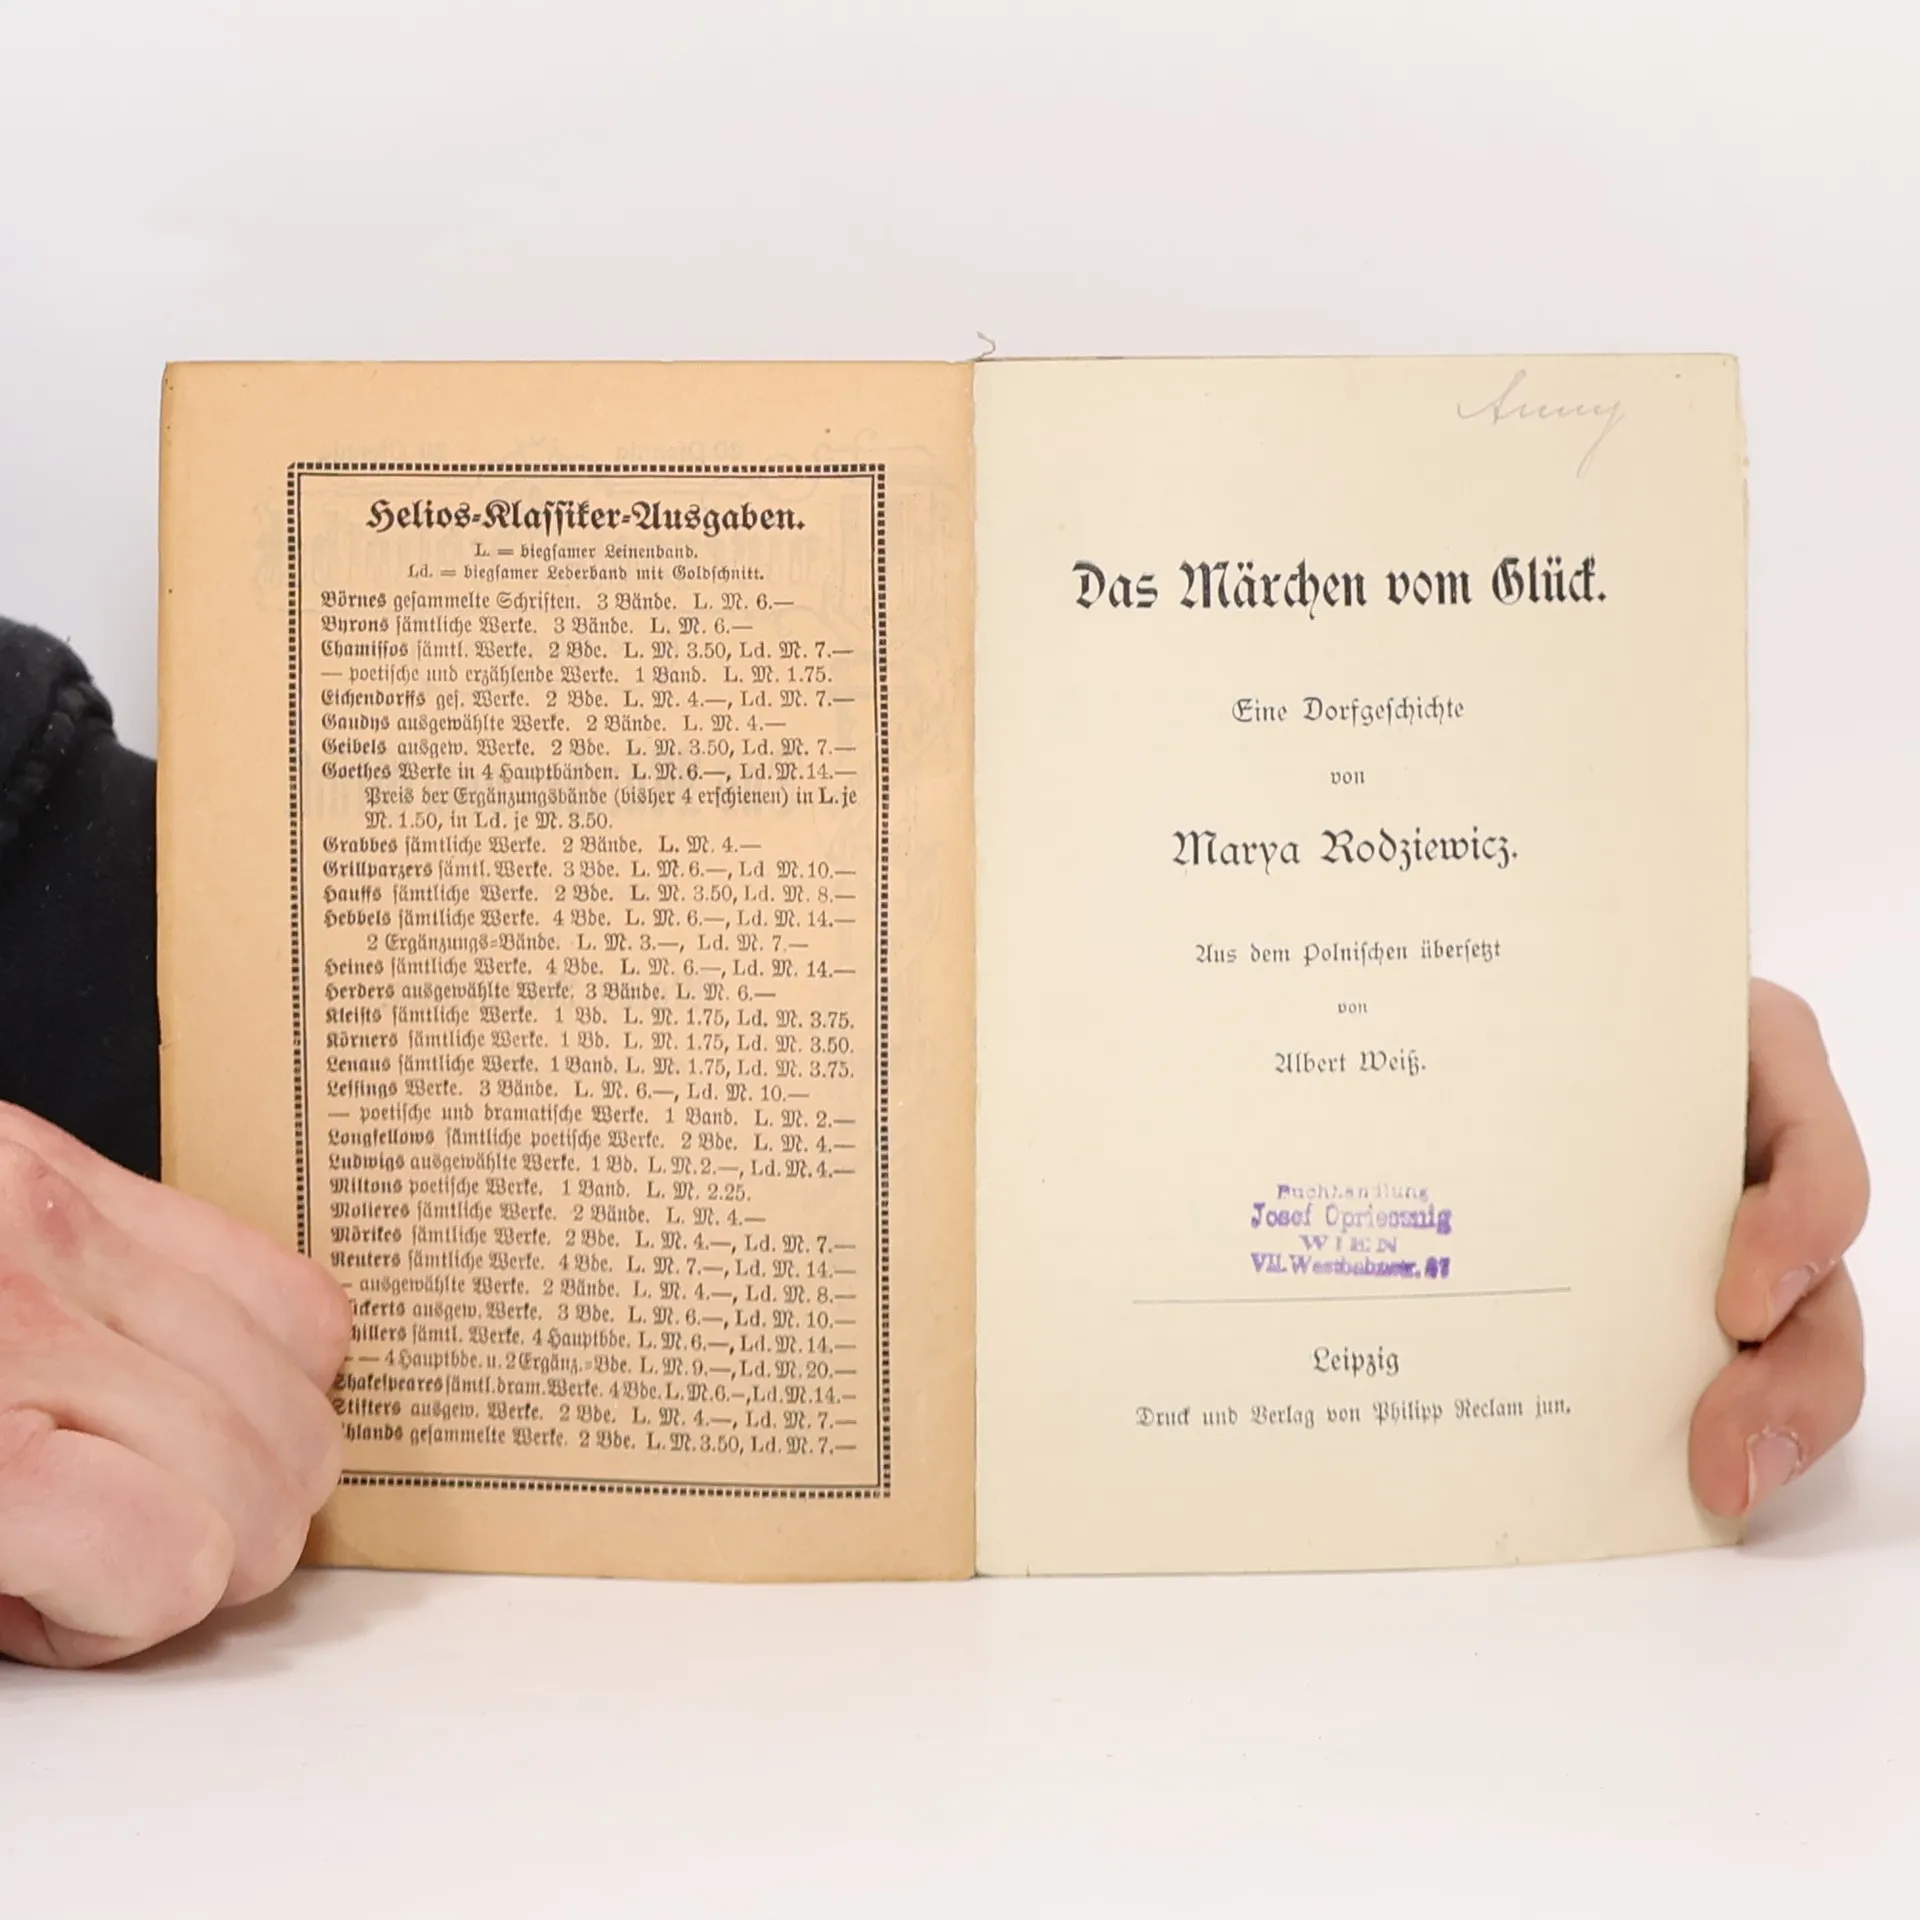 Helios-Klassiker-Ausgaben.
L. = biegsamer Leinenband.
Ld. = biegsamer Lederband mit Goldschnitt.
Börnes gesammelte Schriften. 3 Bände. L. M. 6.—
Byrons sämtliche Werke. 3 Bände. L. M. 6.—
Chamissos sämtl. Werke. 2 Bde. L. M. 3.50, Ld. M. 7.—
— poetische und erzählende Werke. 1 Band. L. M. 1.75.
Eichendorffs ges. Werke. 2 Bde. L. M. 4.—, Ld. M. 7.—
Gaudys ausgewählte Werke. 2 Bände. L. M. 4.—
Geibels ausgew. Werke. 2 Bde. L. M. 3.50, Ld. M. 7.—
Goethes Werke in 4 Hauptbänden. L. M. 6.—, Ld. M. 14.—
Preis der Ergänzungsbände (bisher 4 erschienen) in L. je
M. 1.50, in Ld. je M. 3.50.
Grabbes sämtliche Werke. 2 Bände. L. M. 4.—
Grillparzers sämtl. Werke. 3 Bde. L. M. 6.—, Ld M. 10.—
Hauffs sämtliche Werke. 2 Bde. L. M. 3.50, Ld. M. 8.—
Hebbels sämtliche Werke. 4 Bde. L. M. 6.—, Ld. M. 14.—
2 Ergänzungs-Bände. L. M. 3.—, Ld. M. 7.—
Heines sämtliche Werke. 4 Bde. L. M. 6.—, Ld. M. 14.—
Herders ausgewählte Werke. 3 Bände. L. M. 6.—
Kleists sämtliche Werke. 1 Bd. L. M. 1.75, Ld. M. 3.75.
Körners sämtliche Werke. 1 Bd. L. M. 1.75, Ld. M. 3.50.
Lenaus sämtliche Werke. 1 Band. L. M. 1.75, Ld. M. 3.75.
Lessings Werke. 3 Bände. L. M. 6.—, Ld. M. 10.—
— poetische und dramatische Werke. 1 Band. L. M. 2.—
Longfellows sämtliche poetische Werke. 2 Bde. L. M. 4.—
Ludwigs ausgewählte Werke. 1 Bd. L. M. 2.—, Ld. M. 4.—
Miltons poetische Werke. 1 Band. L. M. 2.25.
Molieres sämtliche Werke. 2 Bände. L. M. 4.—
Mörikes sämtliche Werke. 2 Bde. L. M. 4.—, Ld. M. 7.—
Reuters sämtliche Werke. 4 Bde. L. M. 7.—, Ld. M. 14.—
— ausgewählte Werke. 2 Bände. L. M. 4.—, Ld. M. 8.—
ückerts ausgew. Werke. 3 Bde. L. M. 6.—, Ld. M. 10.—
hillers sämtl. Werke. 4 Hauptbde. L. M. 6.—, Ld. M. 14.—
— — 4 Hauptbde. u. 2 Ergänz.-Bde. L. M. 9.—, Ld. M. 20.—
Shakespeares sämtl. dram. Werke. 4 Bde. L. M. 6.—, Ld. M. 14.—
Stifters ausgew. Werke. 2 Bde. L. M. 4.—, Ld. M. 7.—
hlands gesammelte Werke. 2 Bde. L. M. 3.50, Ld. M. 7.—
Anny
Das Märchen vom Glück.
Eine Dorfgeschichte
von
Marya Rodziewicz.
Aus dem Polnischen übersetzt
von
Albert Weiß.
Buchhandlung
Josef Opriessnig
WIEN
VII. Westbahnstr.
Leipzig
Druck und Verlag von Philipp Reclam jun.